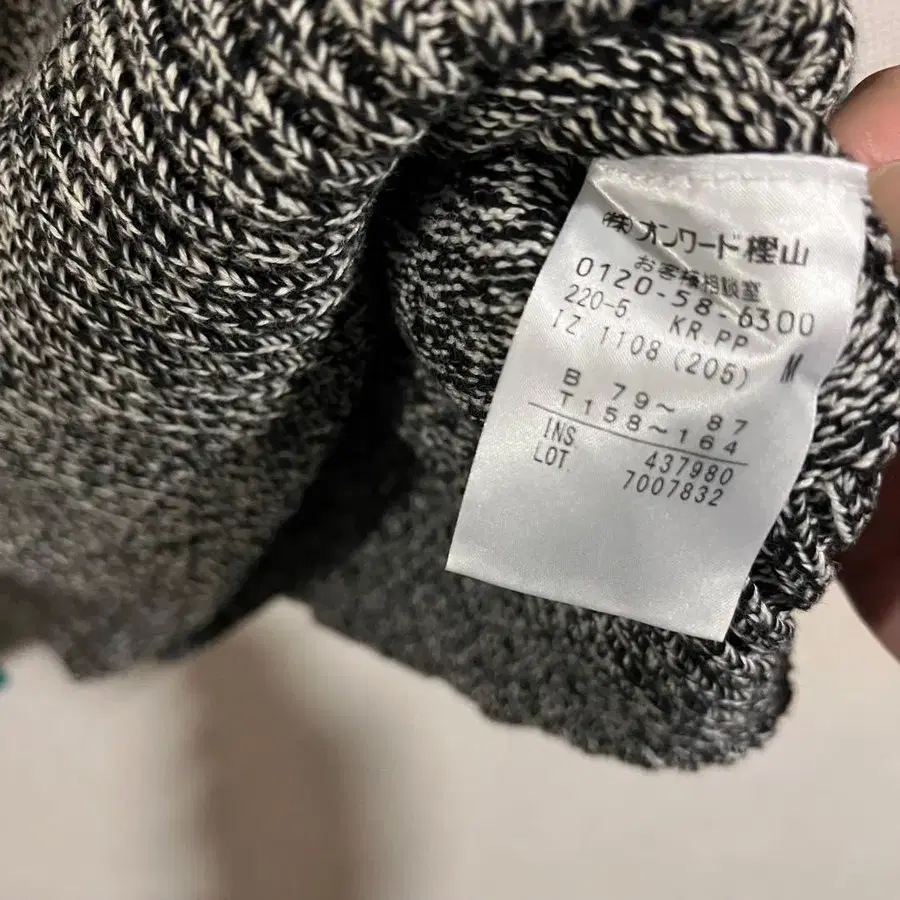 (株)オンワード樫山
お客様相談室
0120-58-6300
220-5. KR.PP
IZ 1108 (205) M
B 79～ 87
T158～164
INS. 437980
LOT. 7007832